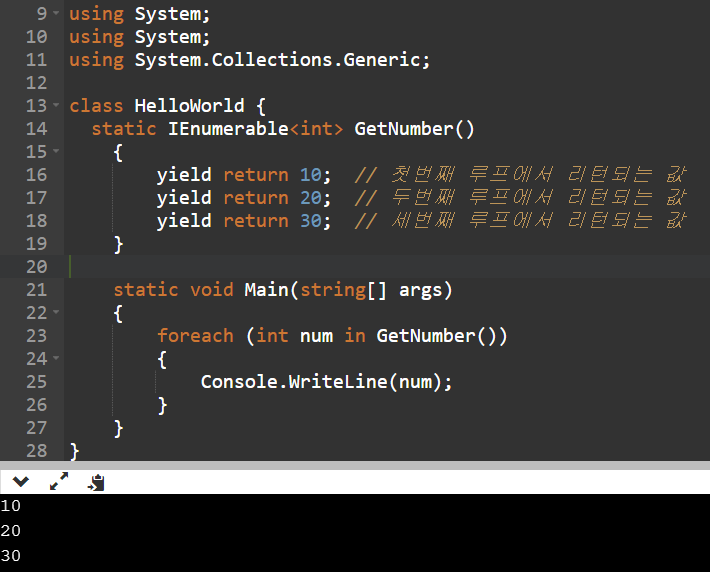 9 using System;
10 using System;
11 using System.Collections.Generic;
12
13 class HelloWorld {
14 static IEnumerable<int> GetNumber()
15 {
16 yield return 10; // 첫번째 루프에서 리턴되는 값
17 yield return 20; // 두번째 루프에서 리턴되는 값
18 yield return 30; // 세번째 루프에서 리턴되는 값
19 }
20
21 static void Main(string[] args)
22 {
23 foreach (int num in GetNumber())
24 {
25 Console.WriteLine(num);
26 }
27 }
28 }
10
20
30